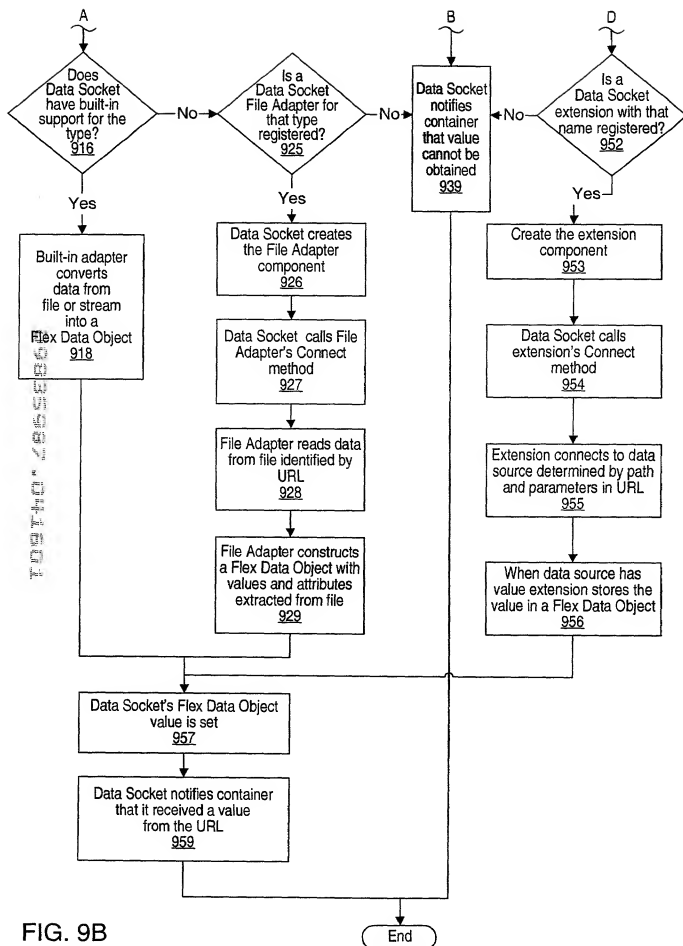 A
B
D
Does
Data Socket
have built-in
support for the
type?
916
No
Yes
Is a
Data Socket
File Adapter for
that type
registered?
925
No
Yes
Data Socket
notifies
container
that value
cannot be
obtained
939
No
Is a
Data Socket
extension with that
name registered?
952
Yes
Built-in adapter
converts
data from
file or stream
into a
Flex Data Object
918
Data Socket creates
the File Adapter
component
926
Data Socket calls File
Adapter's Connect
method
927
File Adapter reads data
from file identified by
URL
928
File Adapter constructs
a Flex Data Object with
values and attributes
extracted from file
929
Create the extension
component
953
Data Socket calls
extension's Connect
method
954
Extension connects to data
source determined by path
and parameters in URL
955
When data source has
value extension stores the
value in a Flex Data Object
956
Data Socket's Flex Data Object
value is set
957
Data Socket notifies container
that it received a value
from the URL
959
FIG. 9B
End